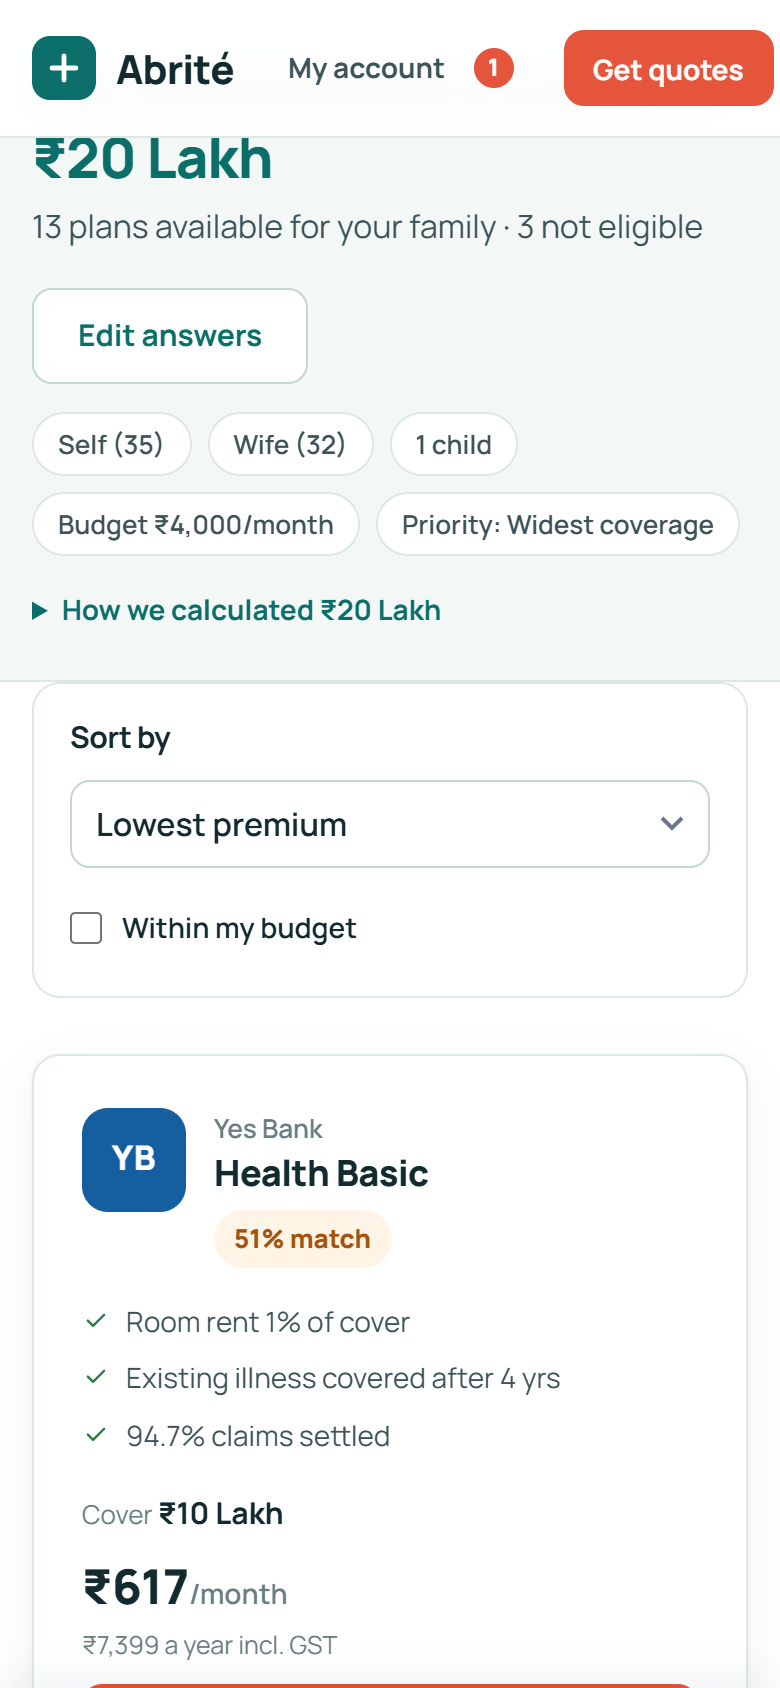 Abrité
My account 1
Get quotes
₹20 Lakh
13 plans available for your family · 3 not eligible
Edit answers
Self (35)
Wife (32)
1 child
Budget ₹4,000/month
Priority: Widest coverage
How we calculated ₹20 Lakh
Sort by
Lowest premium
Within my budget
YB
Yes Bank
Health Basic
51% match
Room rent 1% of cover
Existing illness covered after 4 yrs
94.7% claims settled
Cover ₹10 Lakh
₹617/month
₹7,399 a year incl. GST